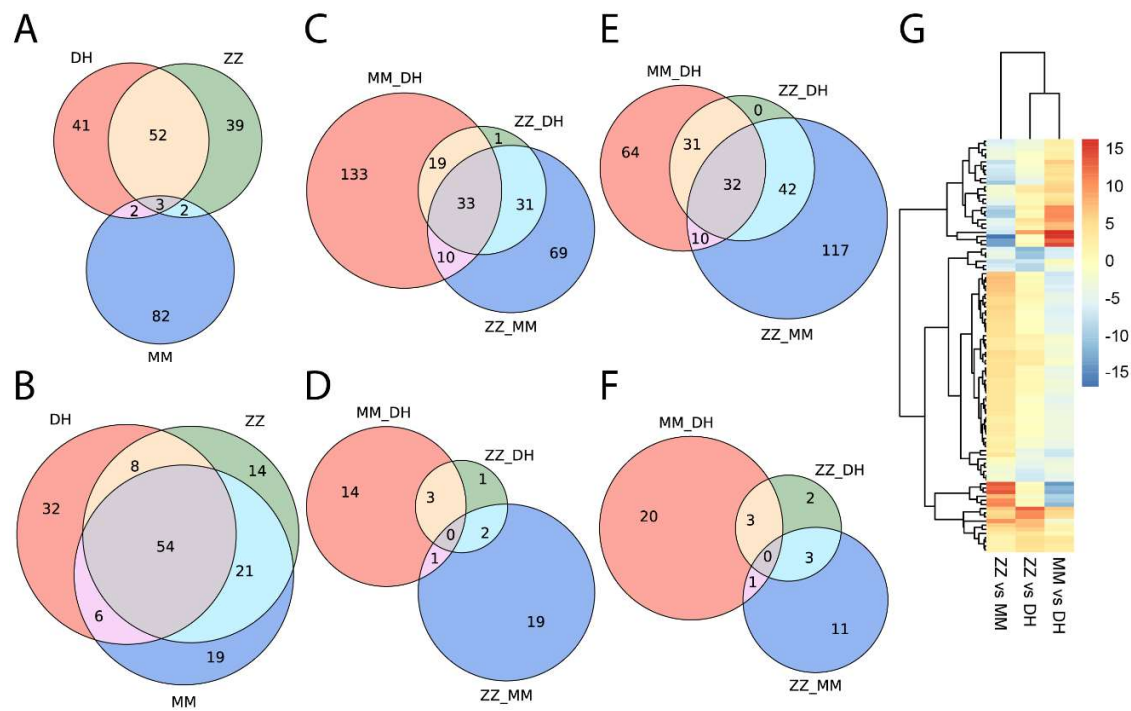 A
DH
ZZ
41
52
39
2
3
2
82
MM
B
DH
ZZ
8
14
32
54
21
6
19
MM
C
MM_DH
ZZ_DH
1
19
133
33
31
10
69
ZZ_MM
D
MM_DH
ZZ_DH
1
14
3
0
2
1
19
ZZ_MM
E
MM_DH
ZZ_DH
0
64
31
32
42
10
117
ZZ_MM
F
MM_DH
ZZ_DH
2
20
3
0
3
1
11
ZZ_MM
G
15
10
5
0
-5
-10
-15
ZZ vs MM
ZZ vs DH
MM vs DH